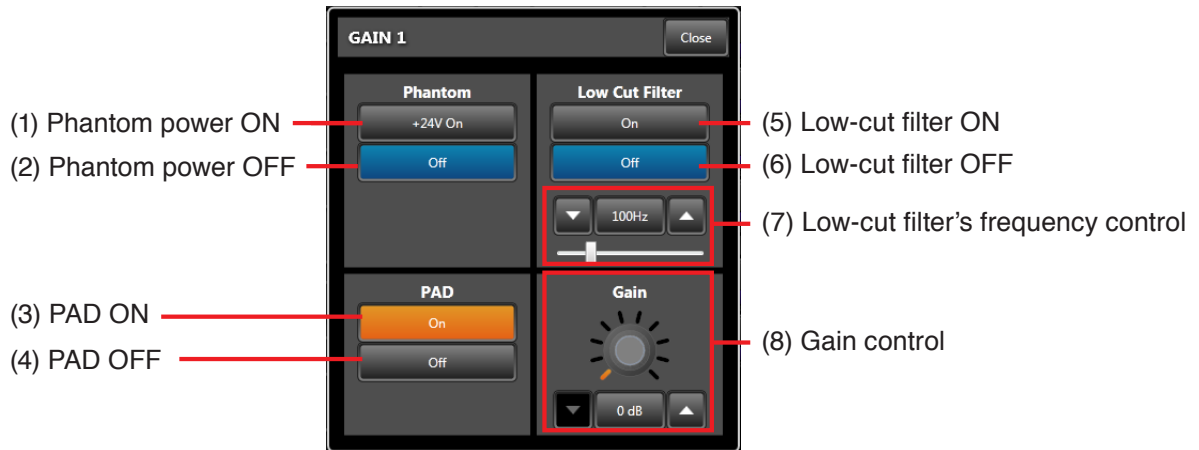 GAIN 1
Close
Phantom
Low Cut Filter
(1) Phantom power ON
+24V On
On
(5) Low-cut filter ON
(2) Phantom power OFF
Off
Off
(6) Low-cut filter OFF
100Hz
(7) Low-cut filter’s frequency control
PAD
Gain
(3) PAD ON
On
(4) PAD OFF
Off
(8) Gain control
0 dB